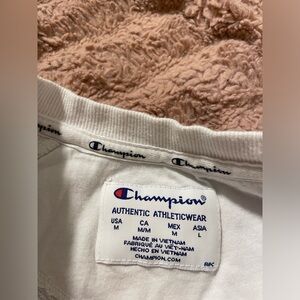 Champion
Champion
Champion®
AUTHENTIC ATHLETICWEAR
USA CA MEX ASIA
M M/M M L
MADE IN VIETNAM
FABRIQUÉ AU VIET-NAM
HECHO EN VIETNAM
CHAMPION.COM